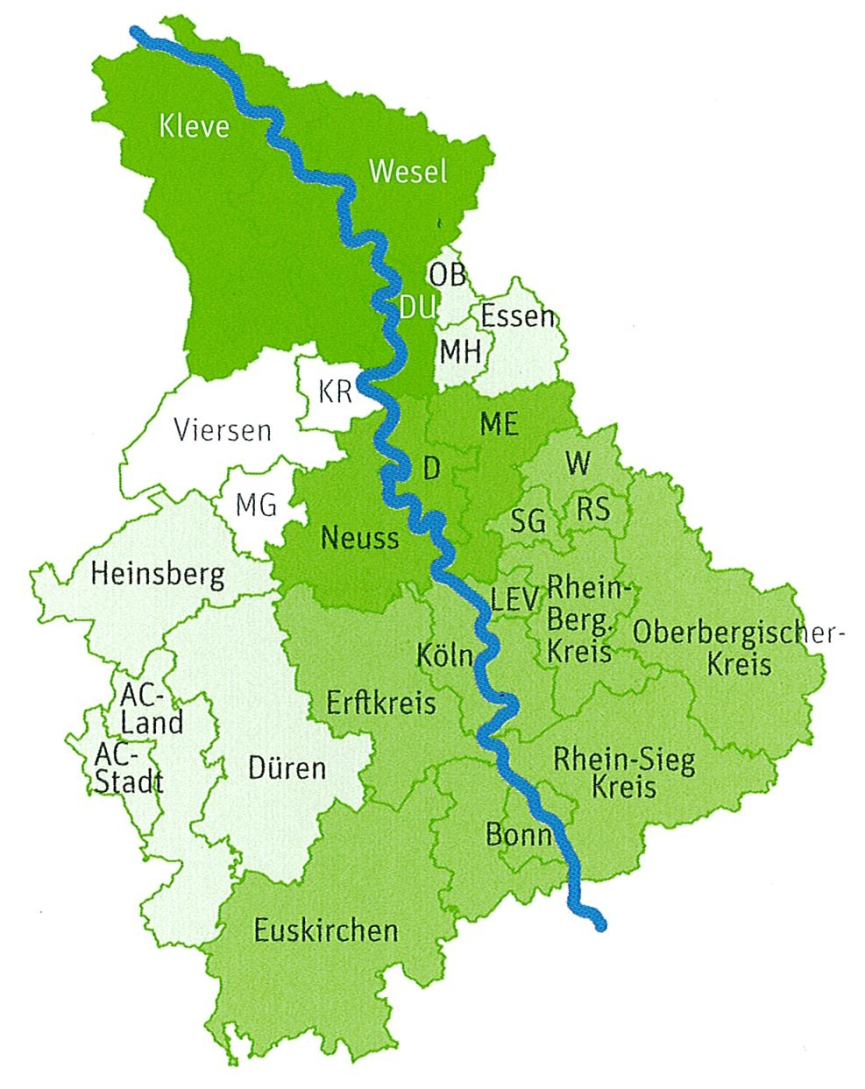 Kleve
Wesel
OB
DU
Essen
MH
KR
Viersen
ME
D
W
MG
SG
RS
Neuss
Heinsberg
LEV
Rhein-
Berg.
Kreis
Oberbergischer-
Kreis
Köln
AC-
Land
Erftkreis
AC-
Stadt
Düren
Rhein-Sieg
Kreis
Bonn
Euskirchen